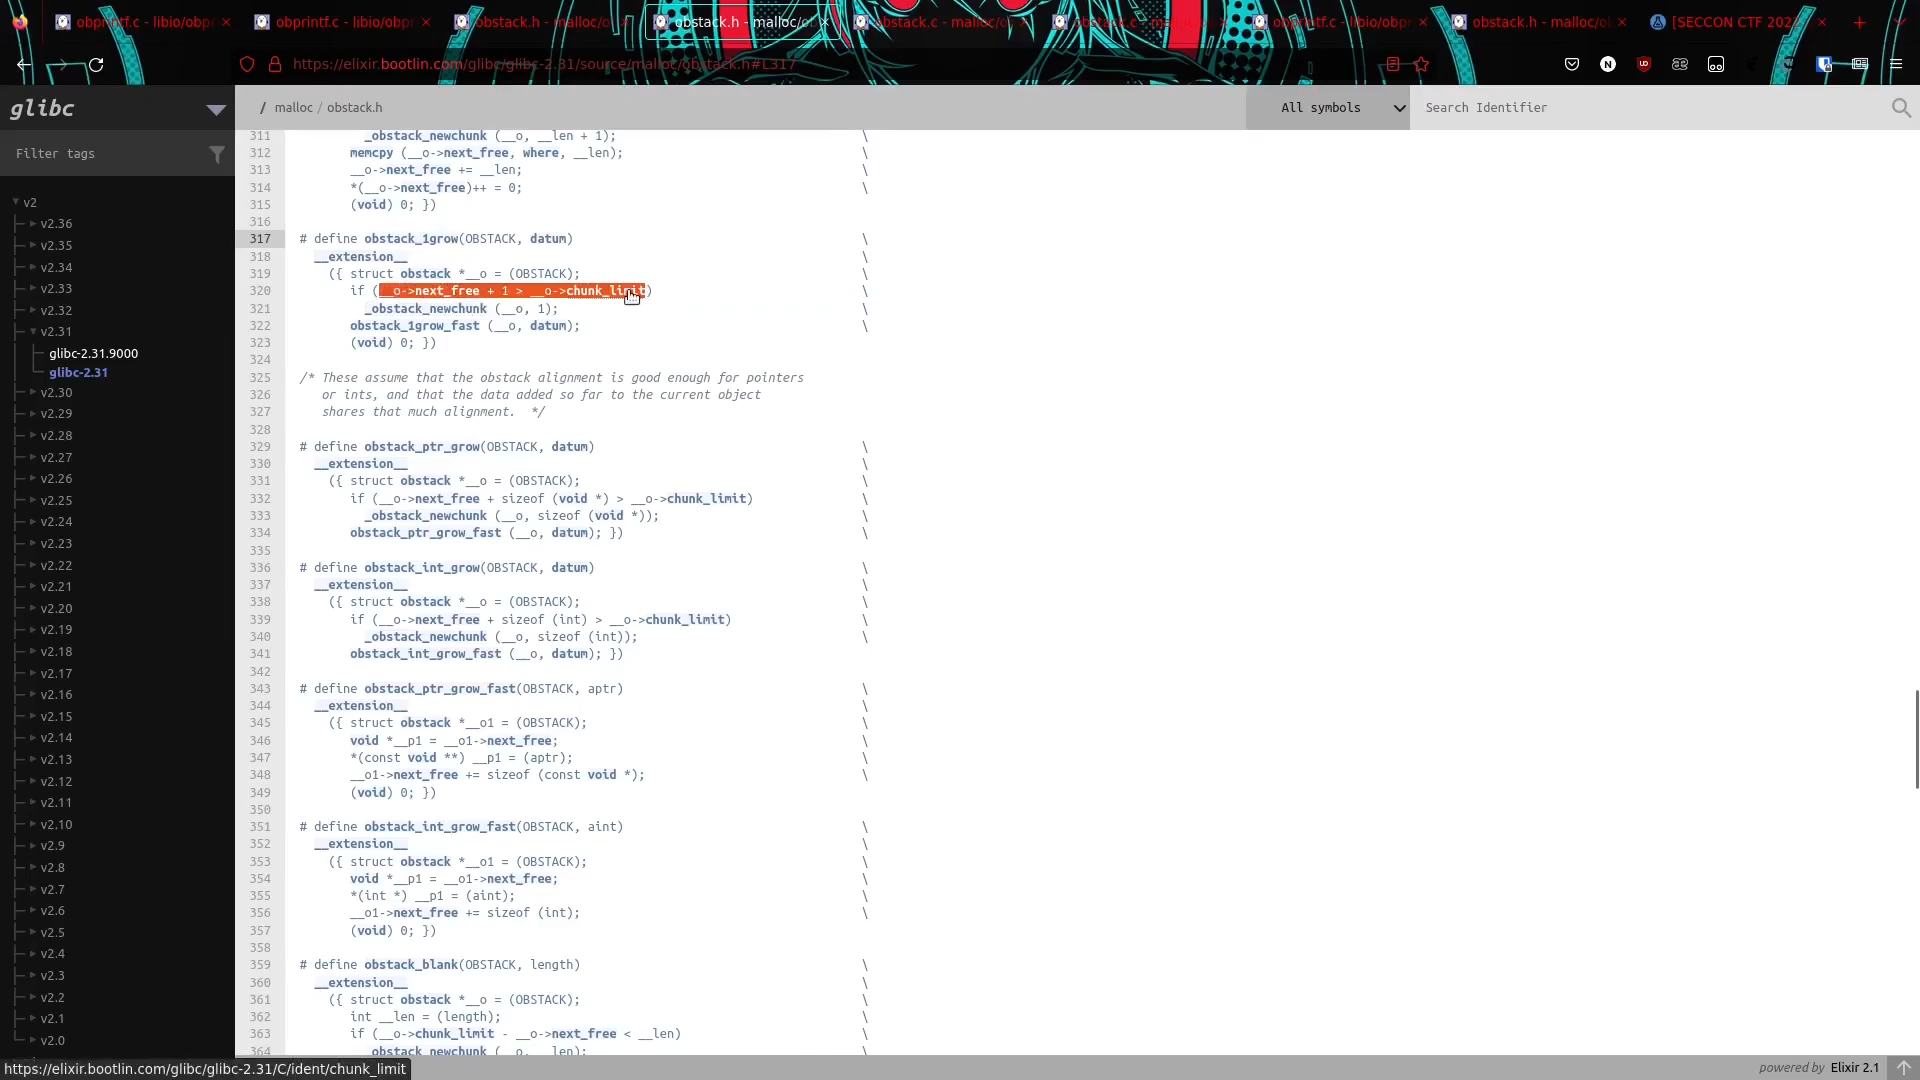 obprintf.c - libio/obpr
obprintf.c - libio/obpr
obstack.h - malloc/o
obstack.h - malloc/o
obstack.c - malloc/o
obstack.c - m
obprintf.c - libio/obpr
obstack.h - malloc/ol
[SECCON CTF 2022
https://elixir.bootlin.com/glibc/glibc-2.31/source/malloc/obstack.h#L317
glibc
/ malloc / obstack.h
All symbols
Search Identifier
Filter tags
v2
v2.36
v2.35
v2.34
v2.33
v2.32
v2.31
glibc-2.31.9000
glibc-2.31
v2.30
v2.29
v2.28
v2.27
v2.26
v2.25
v2.24
v2.23
v2.22
v2.21
v2.20
v2.19
v2.18
v2.17
v2.16
v2.15
v2.14
v2.13
v2.12
v2.11
v2.10
v2.9
v2.8
v2.7
v2.6
v2.5
v2.4
v2.3
v2.2
v2.1
v2.0
311 _obstack_newchunk (__o, __len + 1); \
312 memcpy (__o->next_free, where, __len); \
313 __o->next_free += __len; \
314 *(__o->next_free)++ = 0; \
315 (void) 0; })
316
317 # define obstack_1grow(OBSTACK, datum) \
318 __extension__ \
319 ({ struct obstack *__o = (OBSTACK); \
320 if (__o->next_free + 1 > __o->chunk_limit) \
321 _obstack_newchunk (__o, 1); \
322 obstack_1grow_fast (__o, datum); \
323 (void) 0; })
324
325 /* These assume that the obstack alignment is good enough for pointers
326 or ints, and that the data added so far to the current object
327 shares that much alignment. */
328
329 # define obstack_ptr_grow(OBSTACK, datum) \
330 __extension__ \
331 ({ struct obstack *__o = (OBSTACK); \
332 if (__o->next_free + sizeof (void *) > __o->chunk_limit) \
333 _obstack_newchunk (__o, sizeof (void *)); \
334 obstack_ptr_grow_fast (__o, datum); })
335
336 # define obstack_int_grow(OBSTACK, datum) \
337 __extension__ \
338 ({ struct obstack *__o = (OBSTACK); \
339 if (__o->next_free + sizeof (int) > __o->chunk_limit) \
340 _obstack_newchunk (__o, sizeof (int)); \
341 obstack_int_grow_fast (__o, datum); })
342
343 # define obstack_ptr_grow_fast(OBSTACK, aptr) \
344 __extension__ \
345 ({ struct obstack *__o1 = (OBSTACK); \
346 void *__p1 = __o1->next_free; \
347 *(const void **) __p1 = (aptr); \
348 __o1->next_free += sizeof (const void *); \
349 (void) 0; })
350
351 # define obstack_int_grow_fast(OBSTACK, aint) \
352 __extension__ \
353 ({ struct obstack *__o1 = (OBSTACK); \
354 void *__p1 = __o1->next_free; \
355 *(int *) __p1 = (aint); \
356 __o1->next_free += sizeof (int); \
357 (void) 0; })
358
359 # define obstack_blank(OBSTACK, length) \
360 __extension__ \
361 ({ struct obstack *__o = (OBSTACK); \
362 int __len = (length); \
363 if (__o->chunk_limit - __o->next_free < __len) \
364 _obstack_newchunk (__o, __len); \
https://elixir.bootlin.com/glibc/glibc-2.31/C/ident/chunk_limit
powered by Elixir 2.1